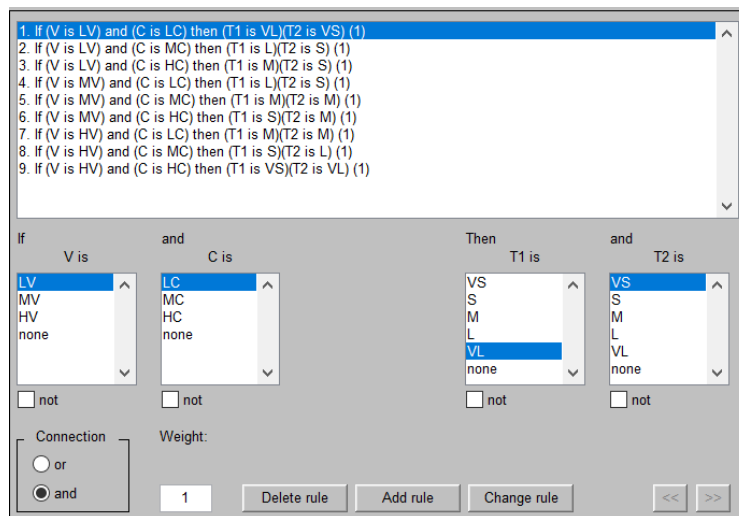 1. If (V is LV) and (C is LC) then (T1 is VL)(T2 is VS) (1)
2. If (V is LV) and (C is MC) then (T1 is L)(T2 is S) (1)
3. If (V is LV) and (C is HC) then (T1 is M)(T2 is S) (1)
4. If (V is MV) and (C is LC) then (T1 is L)(T2 is S) (1)
5. If (V is MV) and (C is MC) then (T1 is M)(T2 is M) (1)
6. If (V is MV) and (C is HC) then (T1 is S)(T2 is M) (1)
7. If (V is HV) and (C is LC) then (T1 is M)(T2 is M) (1)
8. If (V is HV) and (C is MC) then (T1 is S)(T2 is L) (1)
9. If (V is HV) and (C is HC) then (T1 is VS)(T2 is VL) (1)
If and Then and
V is C is T1 is T2 is
LV LC VS VS
MV MC S S
HV HC M M
none none L L
VL VL
none none
not not not not
Connection Weight:
or
and 1 Delete rule Add rule Change rule << >>